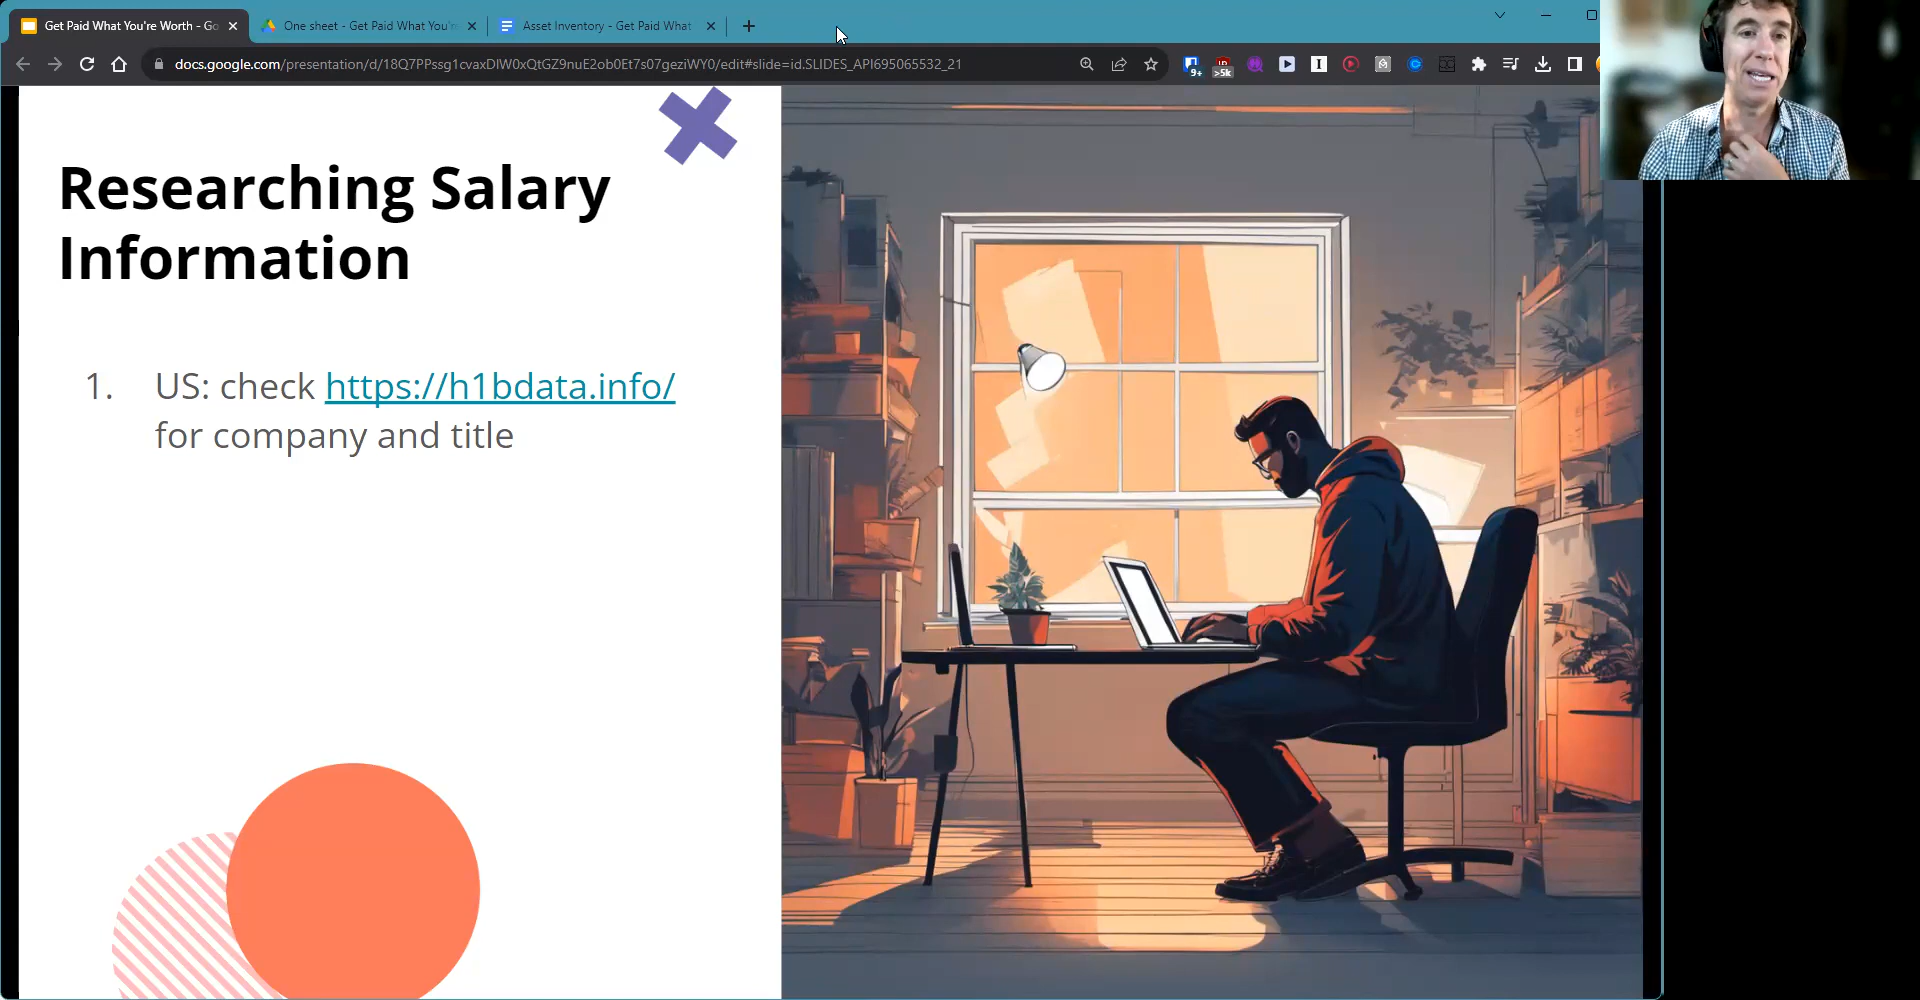 Get Paid What You're Worth - Go
One sheet - Get Paid What You'r
Asset Inventory - Get Paid What
docs.google.com/presentation/d/18Q7PPssg1cvaxDlW0xQtGZ9nuE2ob0Et7s07geziWY0/edit#slide=id.SLIDES_API695065532_21
9+
>5k
Researching Salary
Information
1. US: check https://h1bdata.info/
for company and title